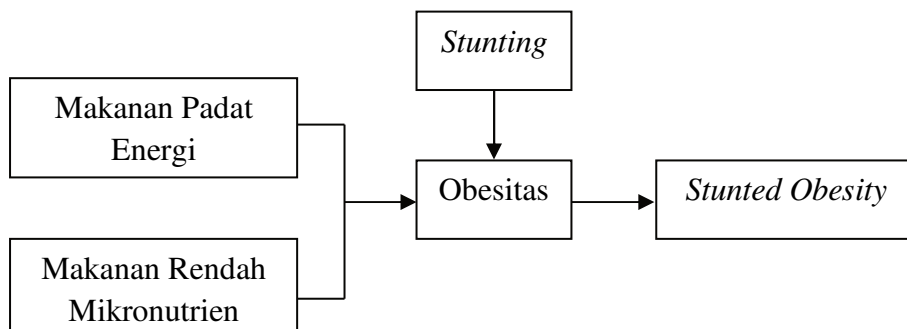 Stunting
Makanan Padat
Energi
Obesitas
Stunted Obesity
Makanan Rendah
Mikronutrien